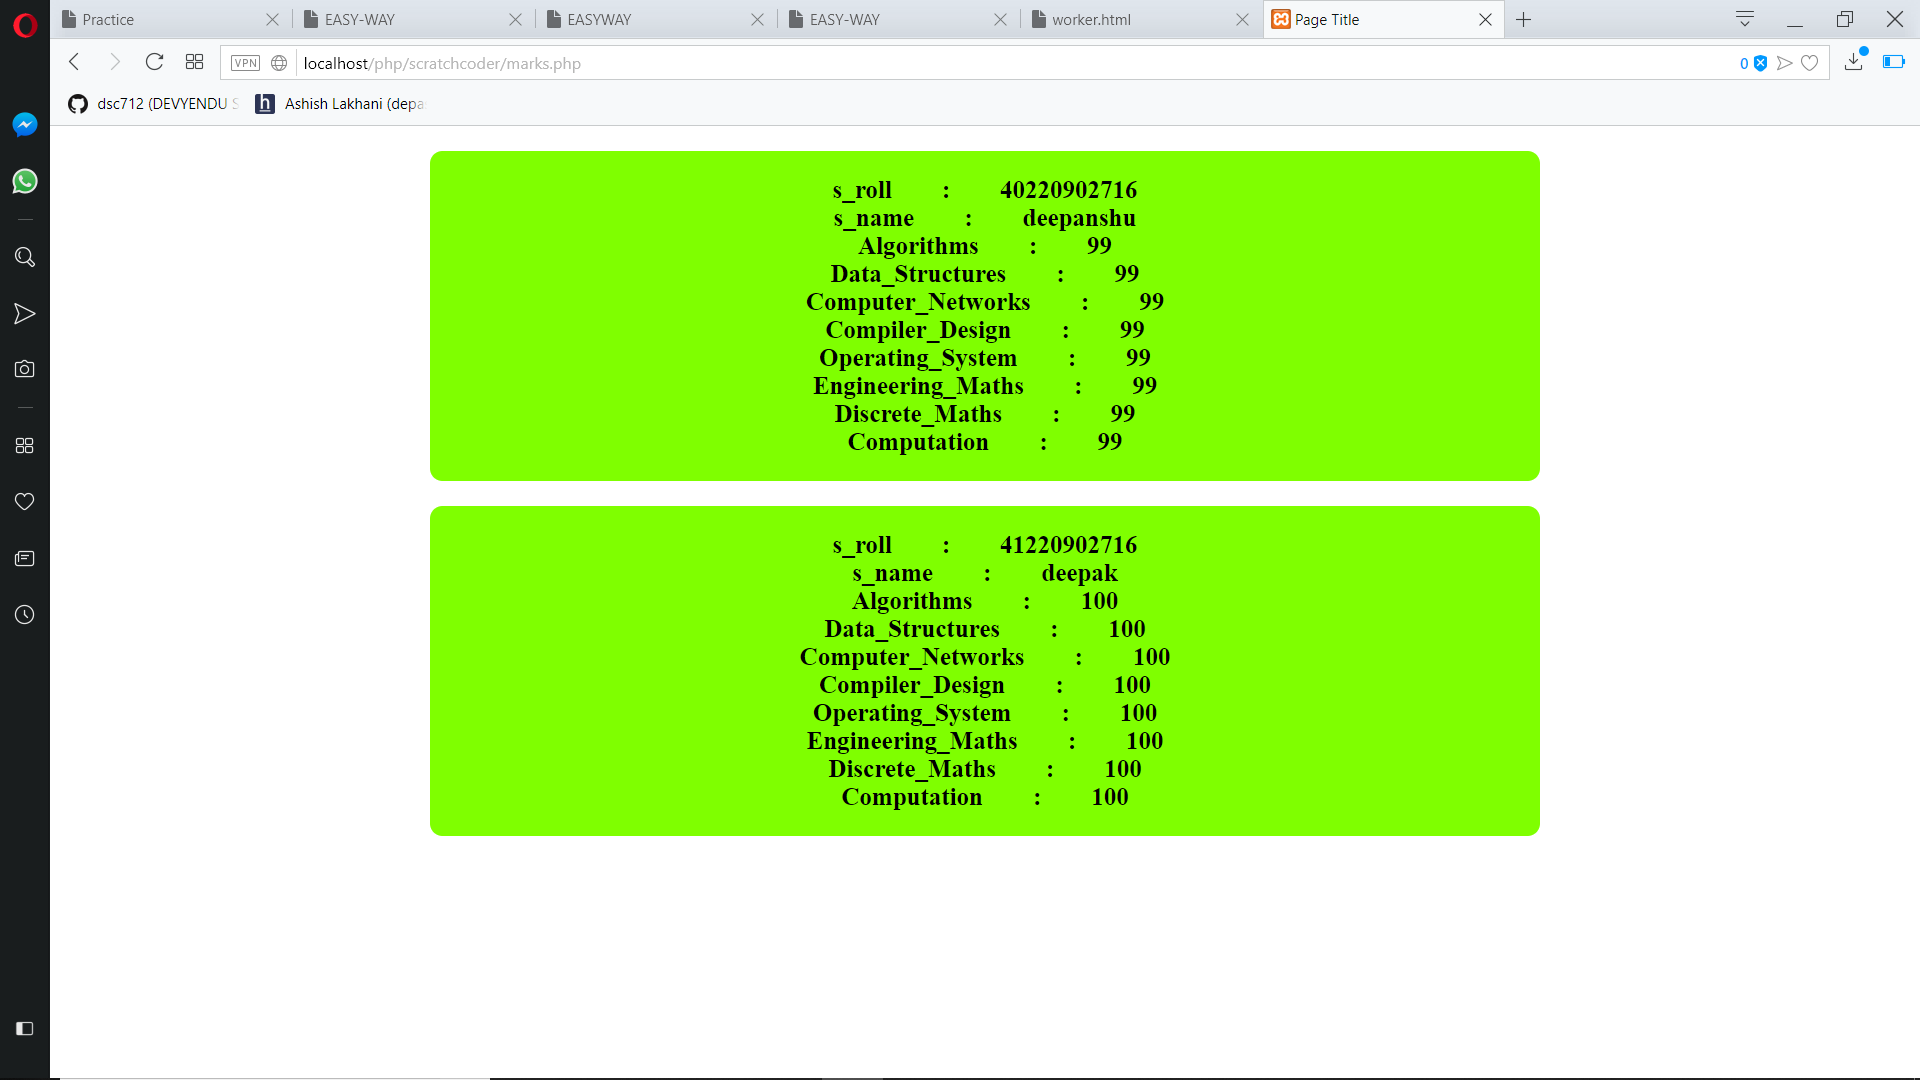 Practice
EASY-WAY
EASYWAY
EASY-WAY
worker.html
Page Title
VPN
localhost/php/scratchcoder/marks.php
0
dsc712 (DEVYENDU S
h
Ashish Lakhani (depa
s_roll : 40220902716
s_name : deepanshu
Algorithms : 99
Data_Structures : 99
Computer_Networks : 99
Compiler_Design : 99
Operating_System : 99
Engineering_Maths : 99
Discrete_Maths : 99
Computation : 99
s_roll : 41220902716
s_name : deepak
Algorithms : 100
Data_Structures : 100
Computer_Networks : 100
Compiler_Design : 100
Operating_System : 100
Engineering_Maths : 100
Discrete_Maths : 100
Computation : 100